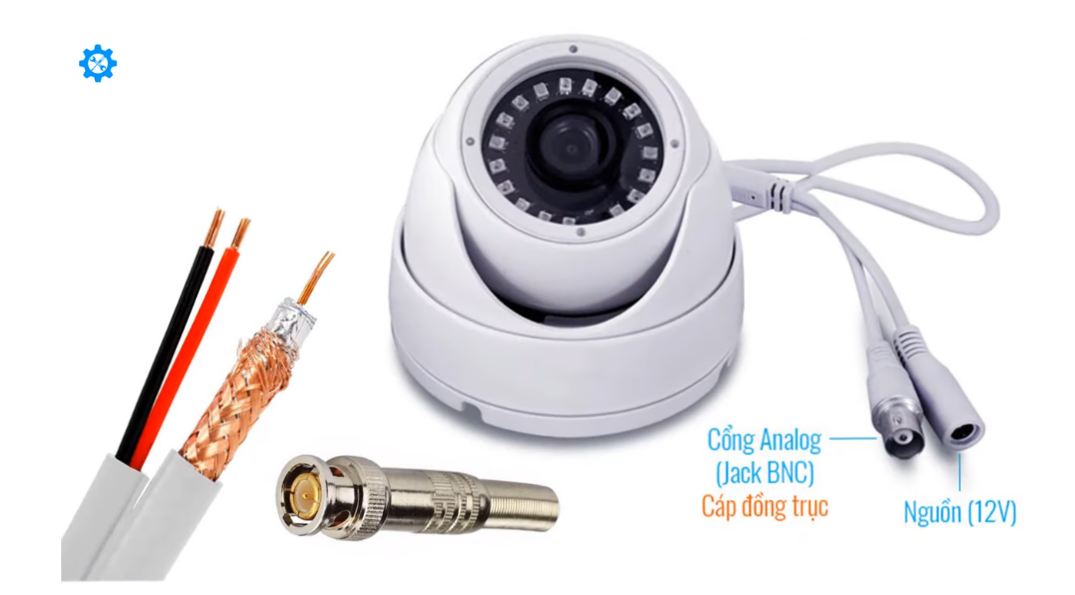 Cổng Analog
(Jack BNC)
Cáp đồng trục
Nguồn (12V)